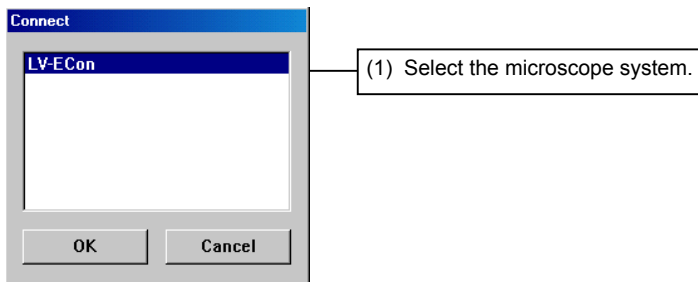 Connect
LV-ECon
(1) Select the microscope system.
OK
Cancel